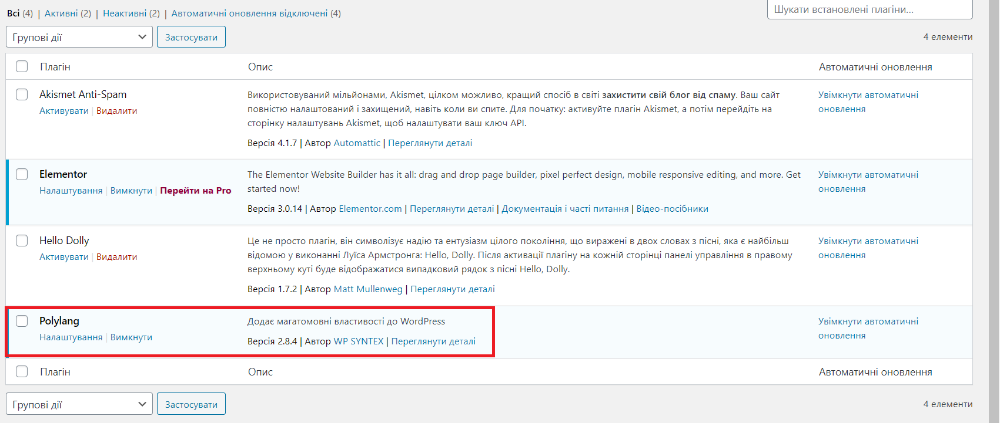 Всі (4) | Активні (2) | Неактивні (2) | Автоматичні оновлення відключені (4)
Шукати встановлені плагіни...
Групові дії
Застосувати
4 елементи
Плагін
Опис
Автоматичні оновлення
Akismet Anti-Spam
Активувати | Видалити
Використовуваний мільйонами, Akismet, цілком можливо, кращий спосіб в світі захистити свій блог від спаму. Ваш сайт
повністю налаштований і захищений, навіть коли ви спите. Для початку: активуйте плагін Akismet, а потім перейдіть на
сторінку налаштувань Akismet, щоб налаштувати ваш ключ API.
Версія 4.1.7 | Автор Automattic | Переглянути деталі
Увімкнути автоматичні
оновлення
Elementor
Налаштування | Вимкнути | Перейти на Pro
The Elementor Website Builder has it all: drag and drop page builder, pixel perfect design, mobile responsive editing, and more. Get
started now!
Версія 3.0.14 | Автор Elementor.com | Переглянути деталі | Документація і часті питання | Відео-посібники
Увімкнути автоматичні
оновлення
Hello Dolly
Активувати | Видалити
Це не просто плагін, він символізує надію та ентузіазм цілого покоління, що виражені в двох словах з пісні, яка є найбільш
відомою у виконанні Луїса Армстронга: Hello, Dolly. Після активації плагіну на кожній сторінці панелі управління в правому
верхньому куті буде відображатися випадковий рядок з пісні Hello, Dolly.
Версія 1.7.2 | Автор Matt Mullenweg | Переглянути деталі
Увімкнути автоматичні
оновлення
Polylang
Налаштування | Вимкнути
Додає магатомовні властивості до WordPress
Версія 2.8.4 | Автор WP SYNTEX | Переглянути деталі
Увімкнути автоматичні
оновлення
Плагін
Опис
Автоматичні оновлення
Групові дії
Застосувати
4 елементи